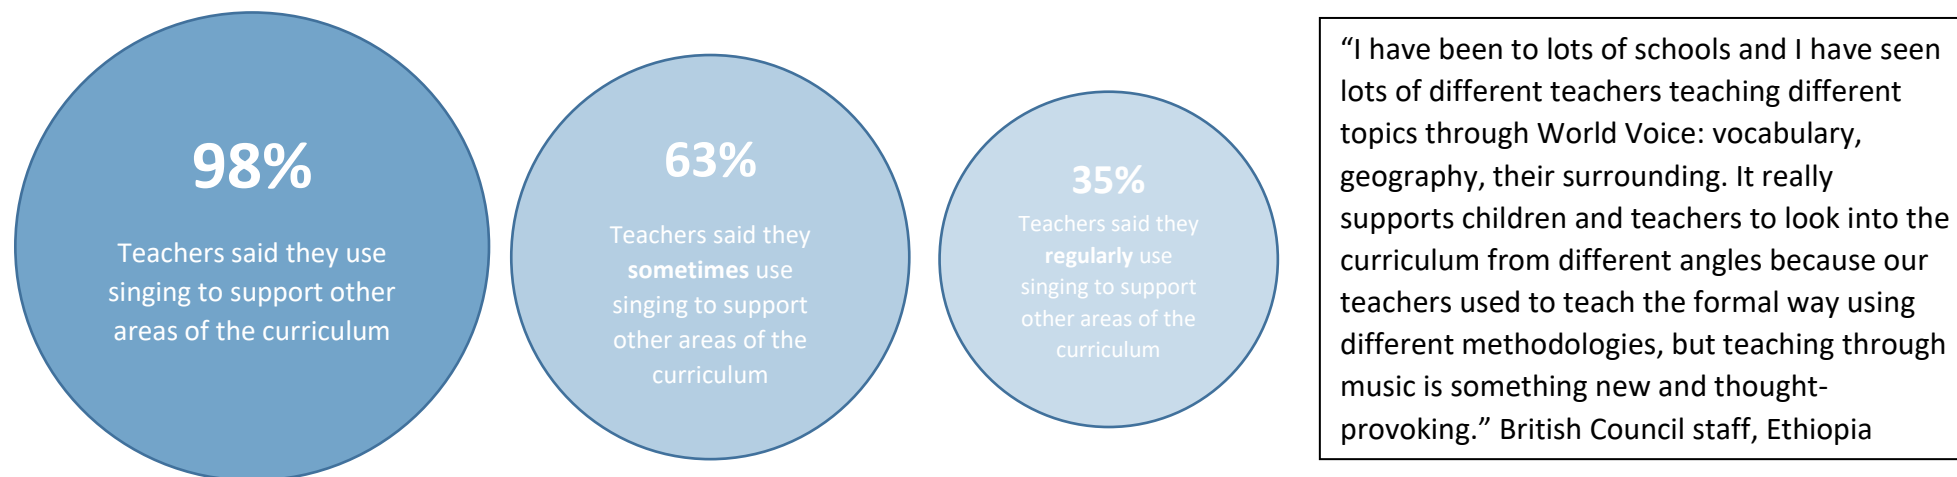 98%
Teachers said they use
singing to support other
areas of the curriculum
63%
Teachers said they
sometimes use
singing to support
other areas of the
curriculum
35%
Teachers said they
regularly use
singing to support
other areas of the
curriculum
“I have been to lots of schools and I have seen
lots of different teachers teaching different
topics through World Voice: vocabulary,
geography, their surrounding. It really
supports children and teachers to look into the
curriculum from different angles because our
teachers used to teach the formal way using
different methodologies, but teaching through
music is something new and thought-
provoking.” British Council staff, Ethiopia